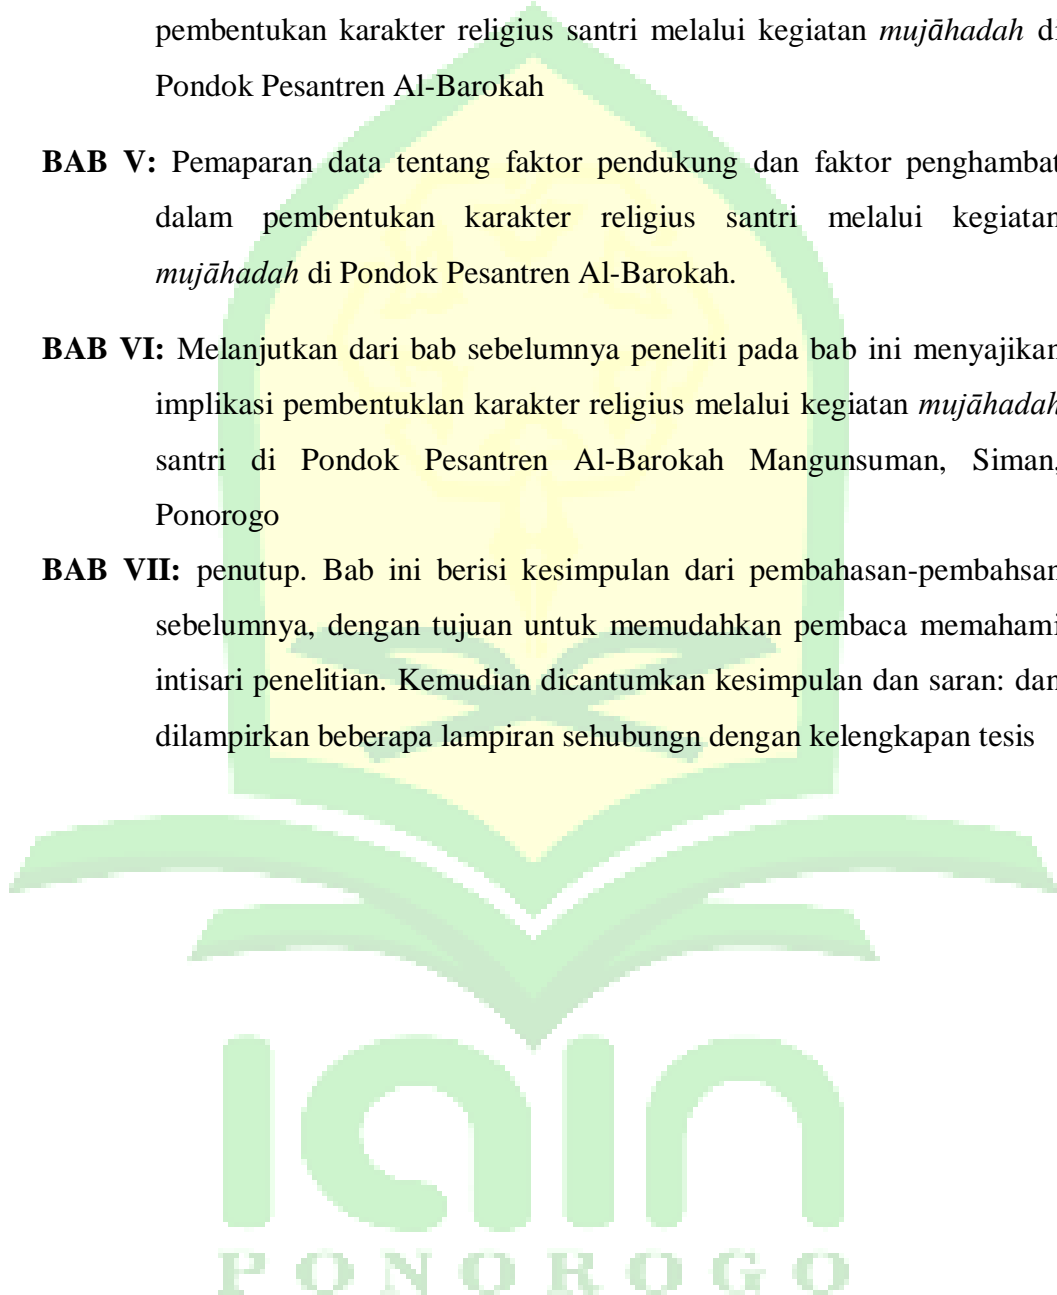 pembentukan karakter religius santri melalui kegiatan mujāhadah di
Pondok Pesantren Al-Barokah
BAB V: Pemaparan data tentang faktor pendukung dan faktor penghambat
dalam pembentukan karakter religius santri melalui kegiatan
mujāhadah di Pondok Pesantren Al-Barokah.
BAB VI: Melanjutkan dari bab sebelumnya peneliti pada bab ini menyajikan
implikasi pembentuklan karakter religius melalui kegiatan mujāhadah
santri di Pondok Pesantren Al-Barokah Mangunsuman, Siman,
Ponorogo
BAB VII: penutup. Bab ini berisi kesimpulan dari pembahasan-pembahsan
sebelumnya, dengan tujuan untuk memudahkan pembaca memahami
intisari penelitian. Kemudian dicantumkan kesimpulan dan saran: dan
dilampirkan beberapa lampiran sehubungn dengan kelengkapan tesis
iain
PONOROGO